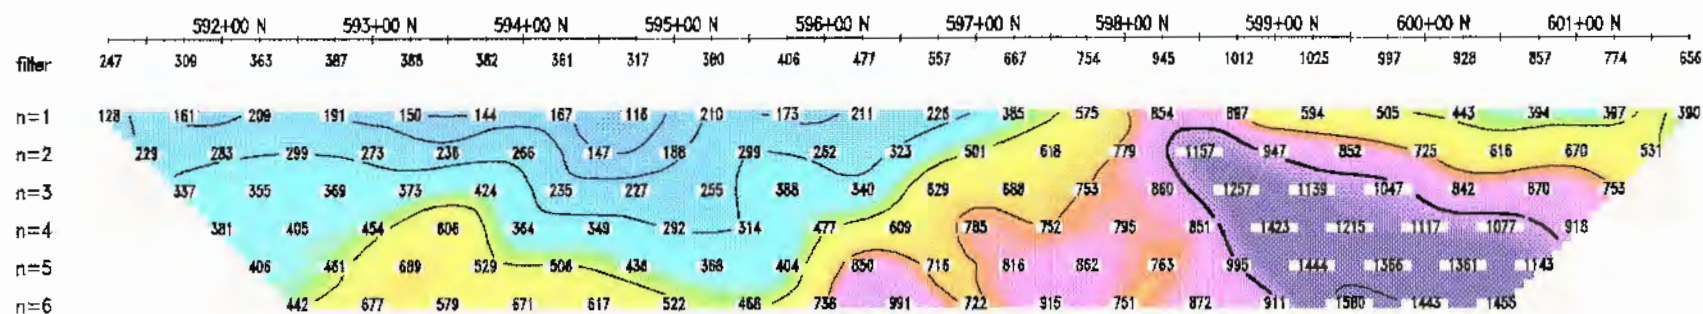 592+00 N 593+00 N 594+00 N 595+00 N 596+00 N 597+00 N 598+00 N 599+00 N 600+00 N 601+00 N
filter 247 309 363 387 388 382 361 317 380 406 477 557 667 754 945 1012 1025 997 928 857 774 656
n=1 128 161 209 191 150 144 167 116 210 173 211 226 385 575 854 897 594 505 443 394 397 390
n=2 229 283 299 273 236 266 147 188 299 262 323 501 618 779 1157 947 852 725 616 670 531
n=3 337 355 369 373 424 235 227 255 388 340 629 688 753 860 1257 1139 1047 842 870 753
n=4 381 405 454 606 364 349 292 314 477 609 785 752 795 851 1423 1215 1117 1077 918
n=5 406 461 689 529 506 438 368 404 850 716 816 862 763 995 1444 1366 1361 1143
n=6 442 677 579 671 617 522 468 736 991 722 915 751 872 911 1580 1443 1455